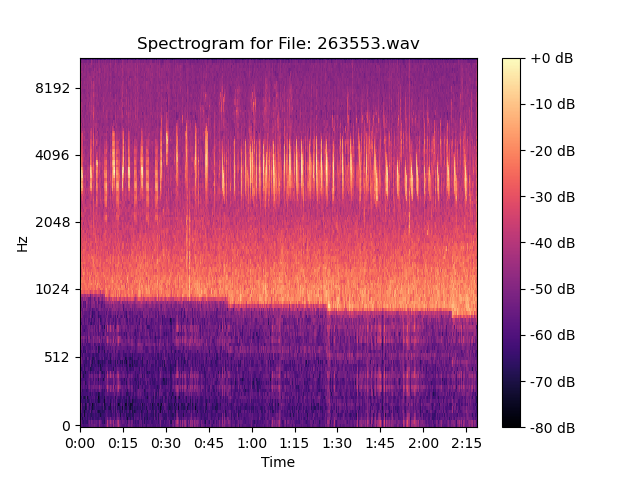 Spectrogram for File: 263553.wav
8192
4096
2048
1024
512
0
Hz
0:00 0:15 0:30 0:45 1:00 1:15 1:30 1:45 2:00 2:15
Time
+0 dB
-10 dB
-20 dB
-30 dB
-40 dB
-50 dB
-60 dB
-70 dB
-80 dB